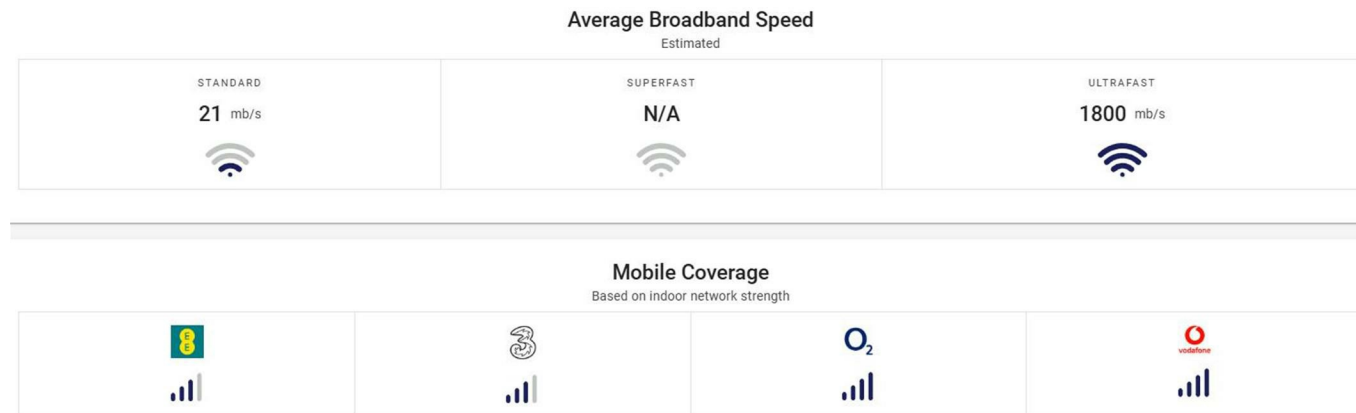 Average Broadband Speed
Estimated
STANDARD
21 mb/s
SUPERFAST
N/A
ULTRAFAST
1800 mb/s
Mobile Coverage
Based on indoor network strength
EE
3
O2
vodafone